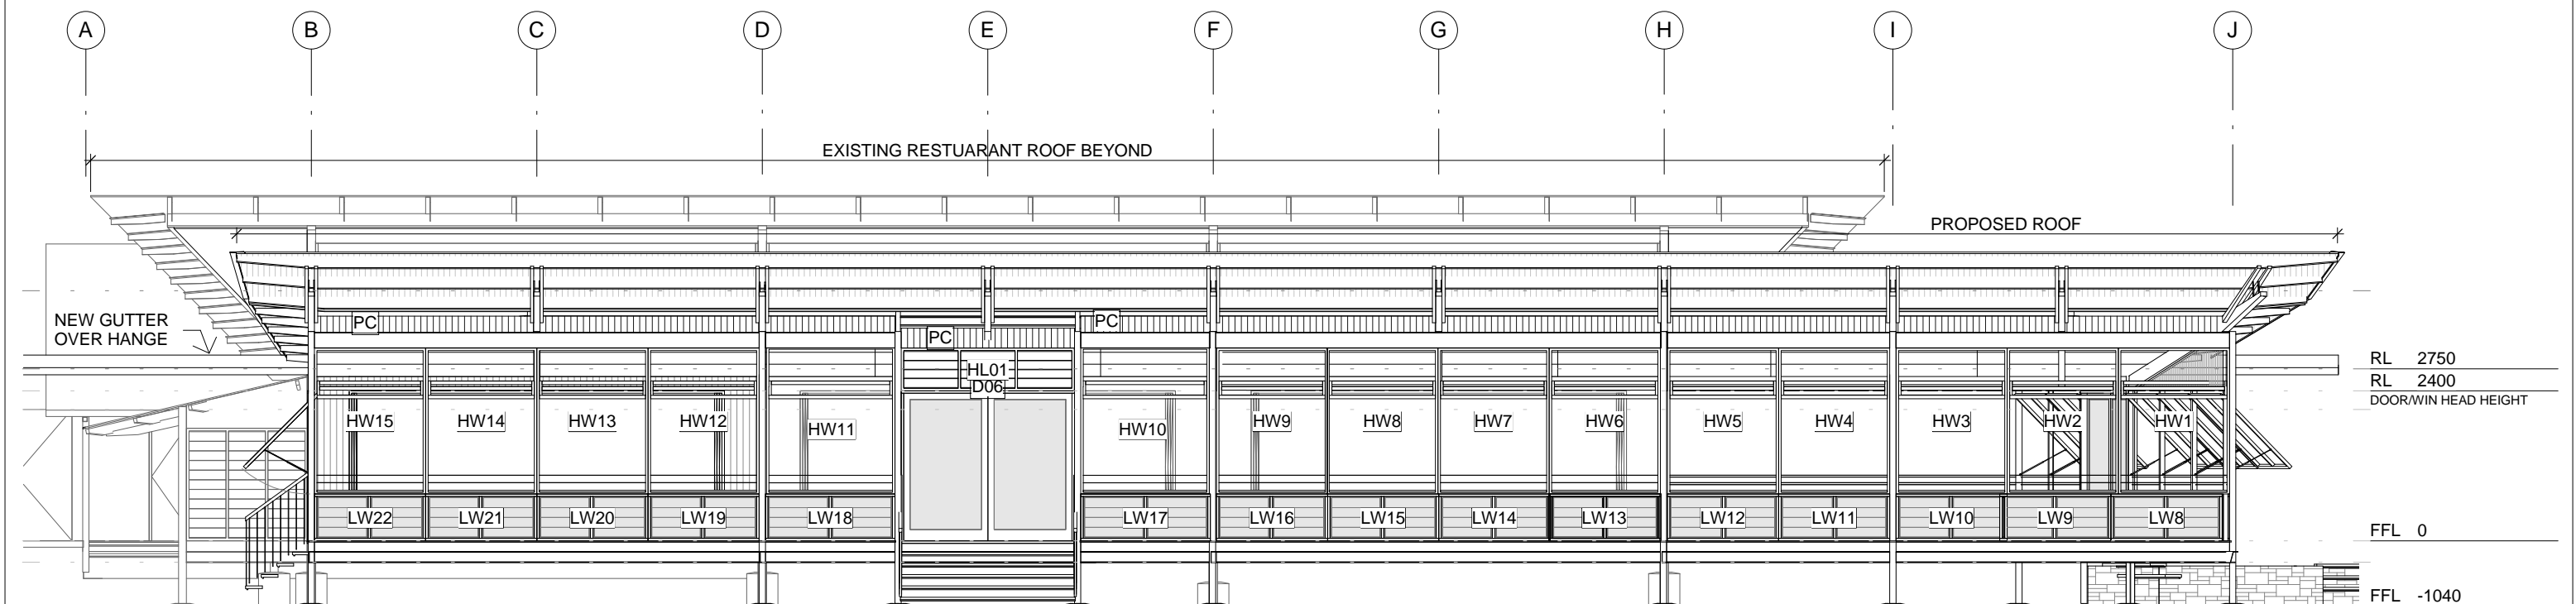 A B C D E F G H I J
EXISTING RESTUARANT ROOF BEYOND
PROPOSED ROOF
NEW GUTTER
OVER HANGE
PC
PC
PC
HL01
D06
RL 2750
RL 2400
DOOR/WIN HEAD HEIGHT
HW15 HW14 HW13 HW12 HW11 HW10 HW9 HW8 HW7 HW6 HW5 HW4 HW3 HW2 HW1
LW22 LW21 LW20 LW19 LW18 LW17 LW16 LW15 LW14 LW13 LW12 LW11 LW10 LW9 LW8
FFL 0
FFL -1040